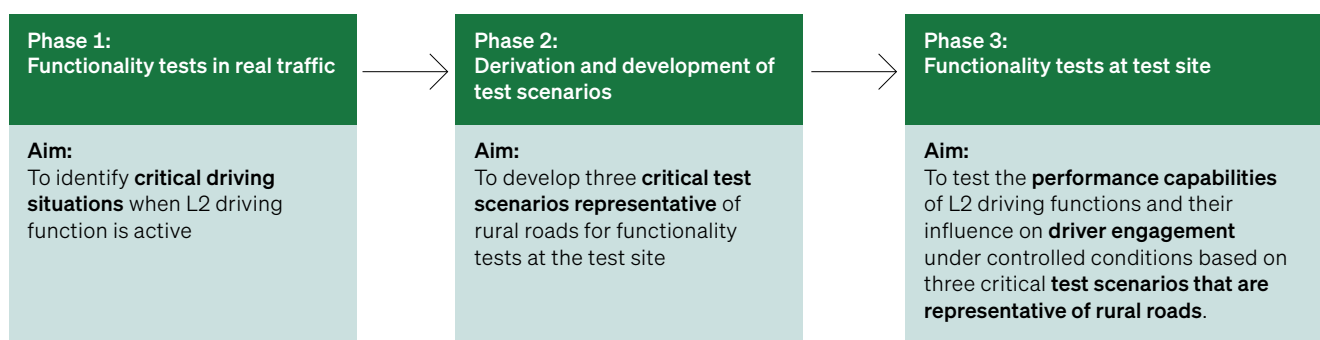 Phase 1:
Functionality tests in real traffic
Aim:
To identify critical driving
situations when L2 driving
function is active
Phase 2:
Derivation and development of
test scenarios
Aim:
To develop three critical test
scenarios representative of
rural roads for functionality
tests at the test site
Phase 3:
Functionality tests at test site
Aim:
To test the performance capabilities
of L2 driving functions and their
influence on driver engagement
under controlled conditions based on
three critical test scenarios that are
representative of rural roads.